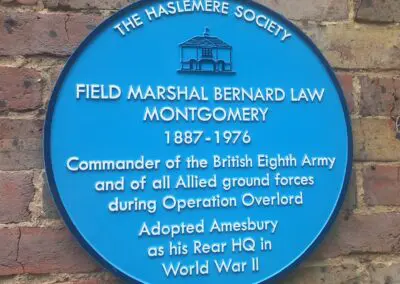 THE HASLEMERE SOCIETY
FIELD MARSHAL BERNARD LAW
MONTGOMERY
1887-1976
Commander of the British Eighth Army
and of all Allied ground forces
during Operation Overlord
Adopted Amesbury
as his Rear HQ in
World War II